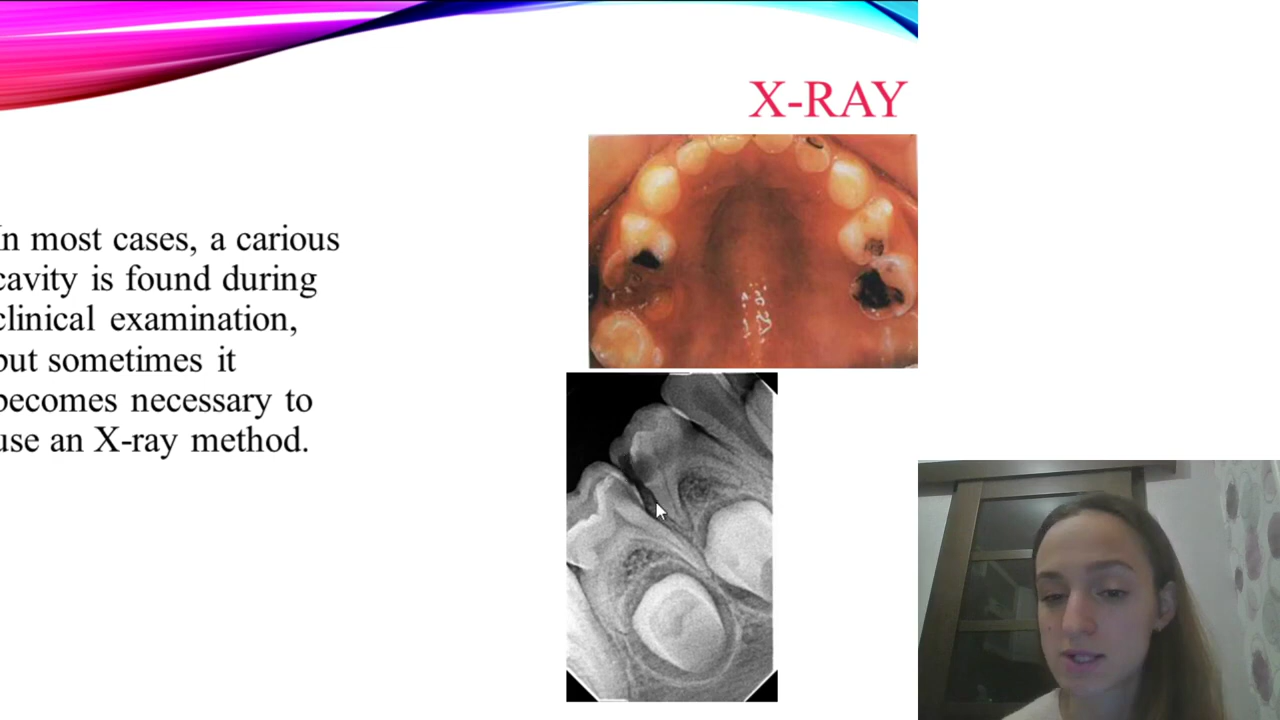 X-RAY
In most cases, a carious
cavity is found during
clinical examination,
but sometimes it
becomes necessary to
use an X-ray method.